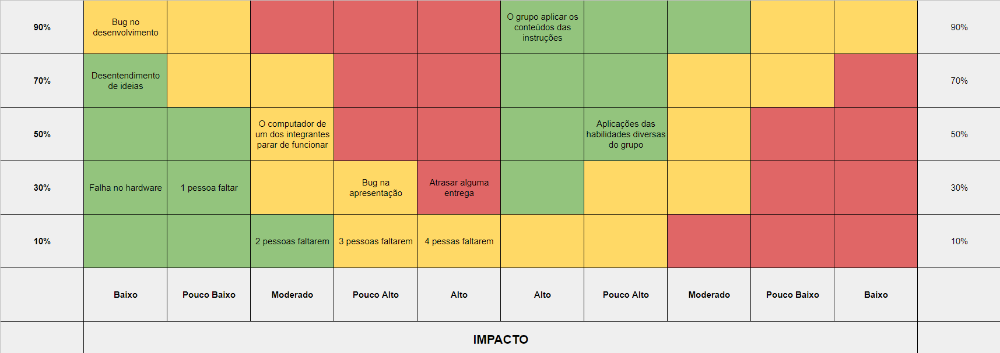 90%
Bug no
desenvolvimento
O grupo aplicar os
conteúdos das
instruções
90%
70%
Desentendimento
de ideias
70%
50%
O computador de
um dos integrantes
parar de funcionar
Aplicações das
habilidades diversas
do grupo
50%
30%
Falha no hardware
1 pessoa faltar
Bug na
apresentação
Atrasar alguma
entrega
30%
10%
2 pessoas faltarem
3 pessoas faltarem
4 pessas faltarem
10%
Baixo
Pouco Baixo
Moderado
Pouco Alto
Alto
Alto
Pouco Alto
Moderado
Pouco Baixo
Baixo
IMPACTO